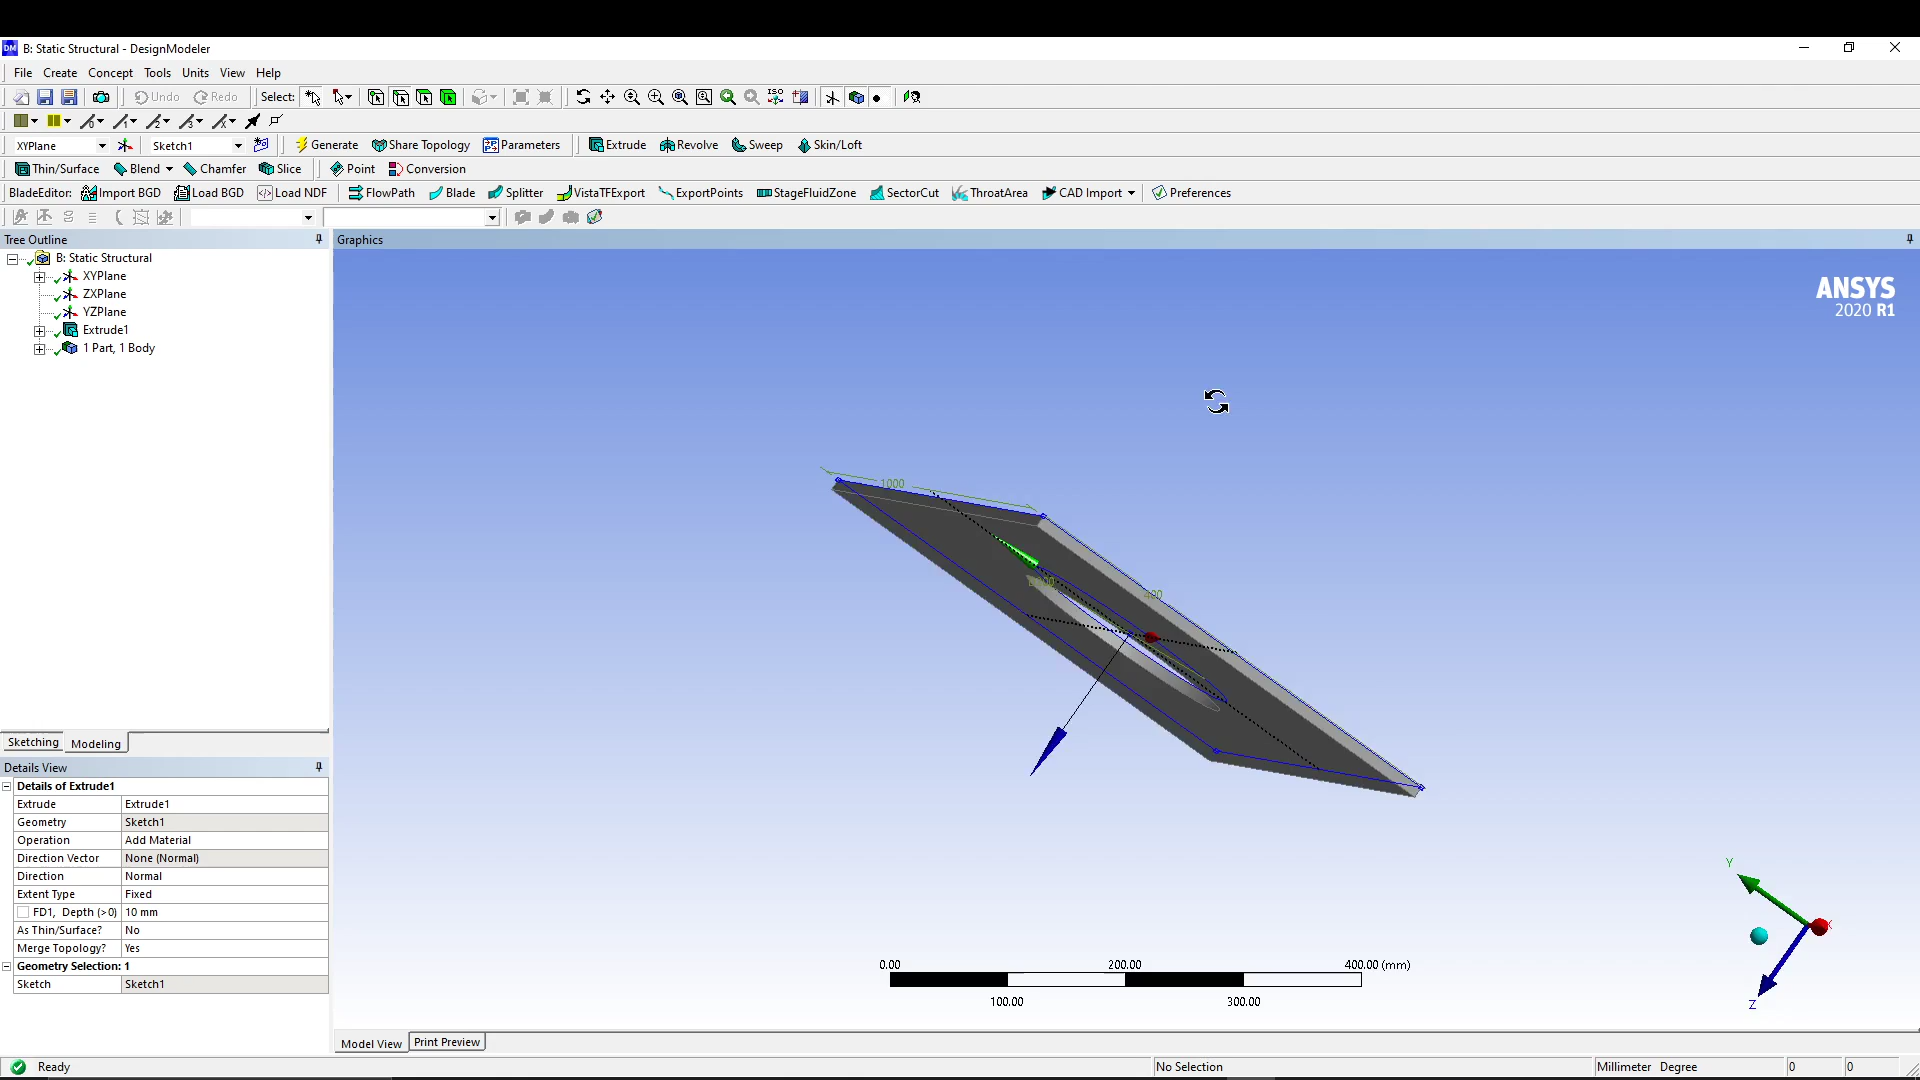 B: Static Structural - DesignModeler
File Create Concept Tools Units View Help
Undo Redo Select: ISO
XYPlane Sketch1 Generate Share Topology Parameters Extrude Revolve Sweep Skin/Loft
Thin/Surface Blend Chamfer Slice Point Conversion
BladeEditor: Import BGD Load BGD Load NDF FlowPath Blade Splitter VistaTFExport ExportPoints StageFluidZone SectorCut ThroatArea CAD Import Preferences
Tree Outline
Graphics
B: Static Structural
XYPlane
ZXPlane
YZPlane
Extrude1
1 Part, 1 Body
ANSYS
2020 R1
1000
400
Sketching Modeling
Details View
Details of Extrude1
Extrude Extrude1
Geometry Sketch1
Operation Add Material
Direction Vector None (Normal)
Direction Normal
Extent Type Fixed
FD1, Depth (>0) 10 mm
As Thin/Surface? No
Merge Topology? Yes
Geometry Selection: 1
Sketch Sketch1
Y
X
Z
0.00 200.00 400.00 (mm)
100.00 300.00
Model View Print Preview
Ready
No Selection
Millimeter Degree 0 0